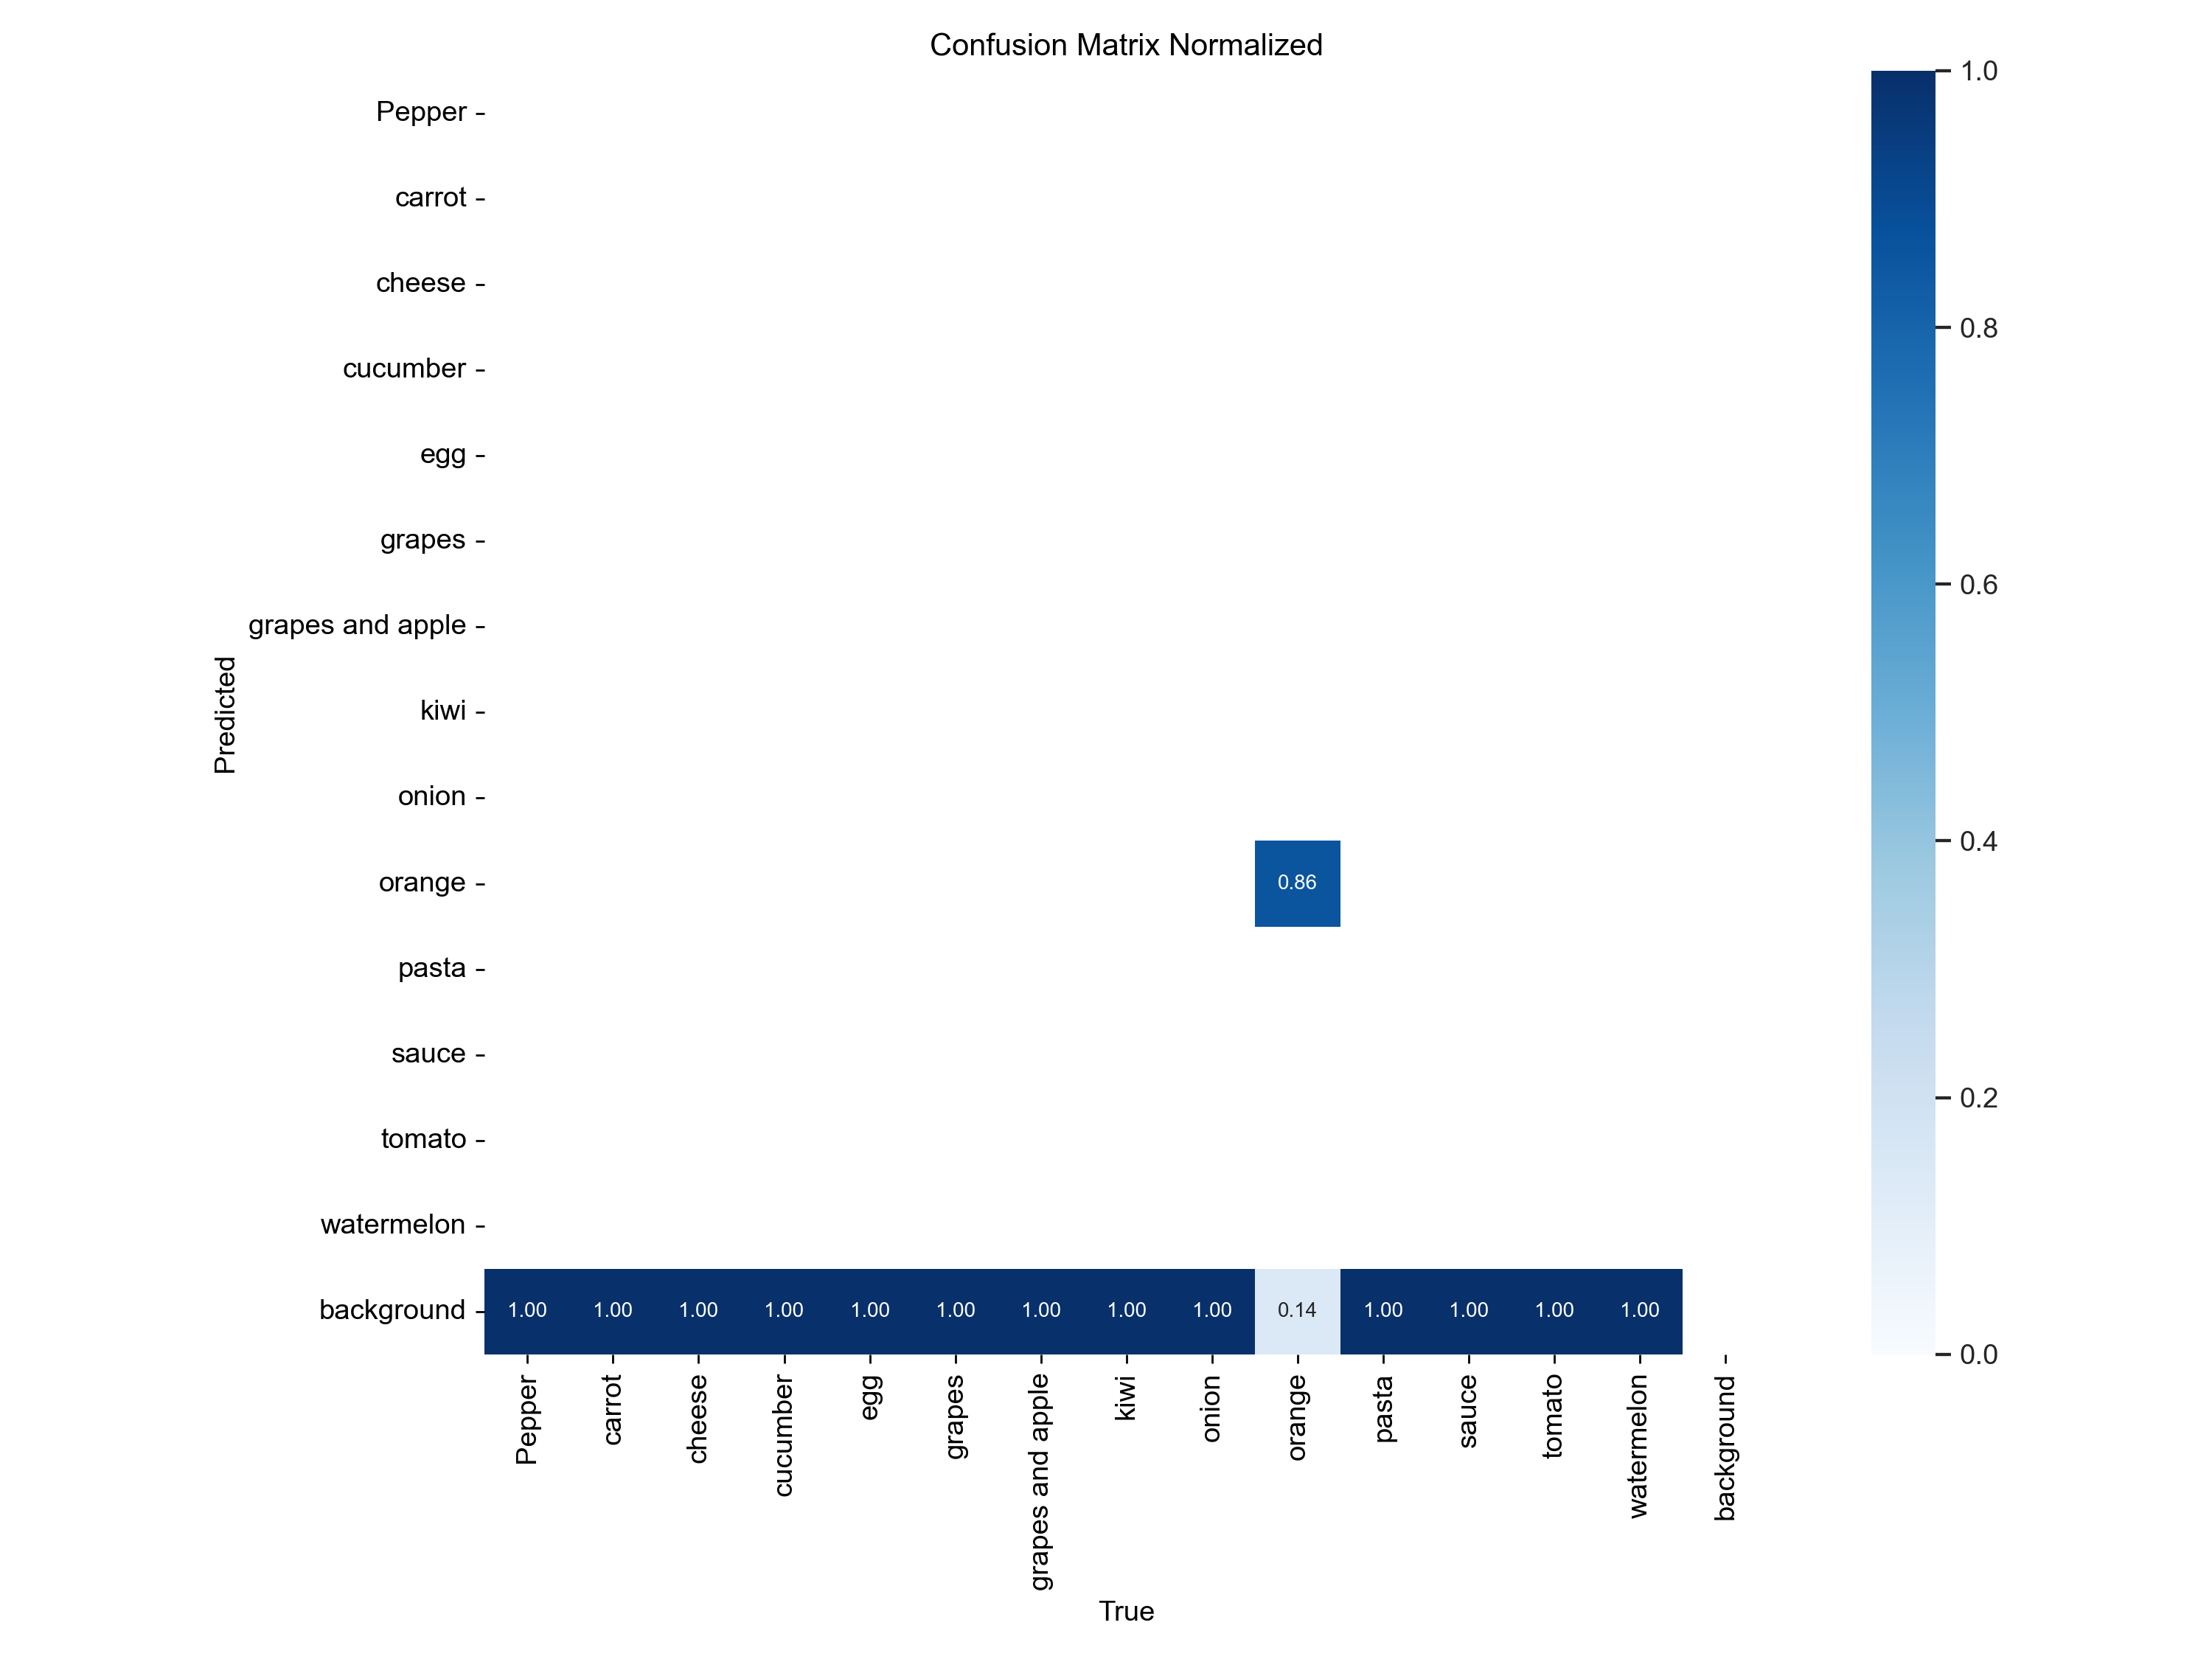 Confusion Matrix Normalized
Predicted
Pepper
carrot
cheese
cucumber
egg
grapes
grapes and apple
kiwi
onion
orange 0.86
pasta
sauce
tomato
watermelon
background 1.00 1.00 1.00 1.00 1.00 1.00 1.00 1.00 1.00 0.14 1.00 1.00 1.00 1.00
Pepper carrot cheese cucumber egg grapes grapes and apple kiwi onion orange pasta sauce tomato watermelon background
True
1.0
0.8
0.6
0.4
0.2
0.0